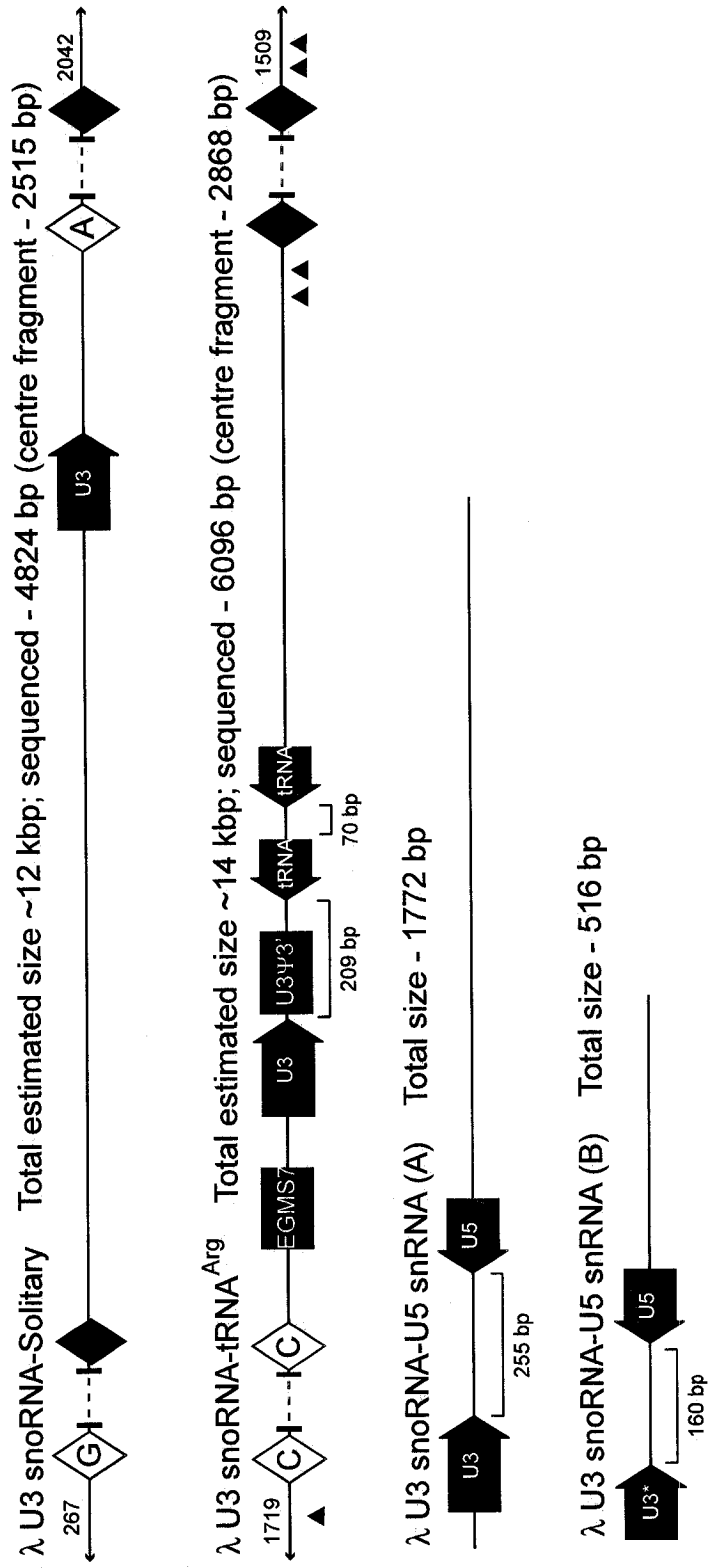 λ U3 snoRNA-Solitary Total estimated size ~12 kbp; sequenced - 4824 bp (centre fragment - 2515 bp)
267 G U3 A 2042
λ U3 snoRNA-tRNA^Arg Total estimated size ~14 kbp; sequenced - 6096 bp (centre fragment - 2868 bp)
1719 C C EGMS7 U3 U3Ψ3' tRNA tRNA 1509
209 bp 70 bp
λ U3 snoRNA-U5 snRNA (A) Total size - 1772 bp
U3 U5
255 bp
λ U3 snoRNA-U5 snRNA (B) Total size - 516 bp
U3* U5
160 bp